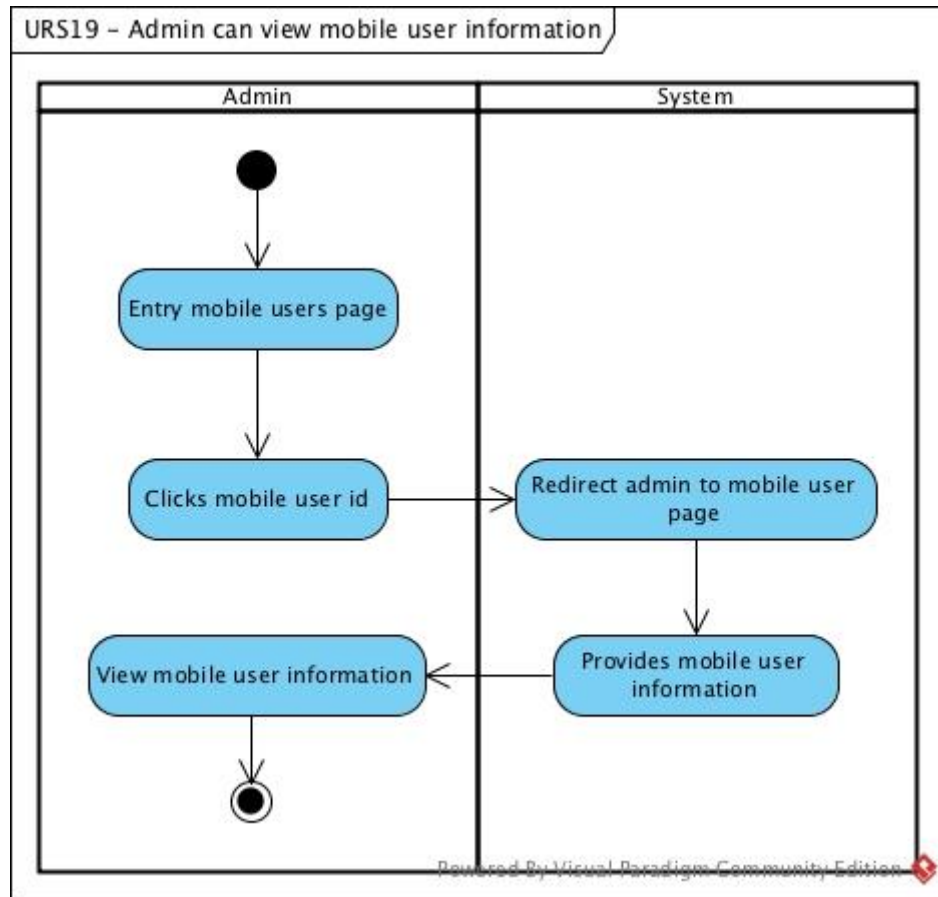 URS19 – Admin can view mobile user information
Admin
System
Entry mobile users page
Clicks mobile user id
Redirect admin to mobile user
page
View mobile user information
Provides mobile user
information
Powered By Visual Paradigm Community Edition